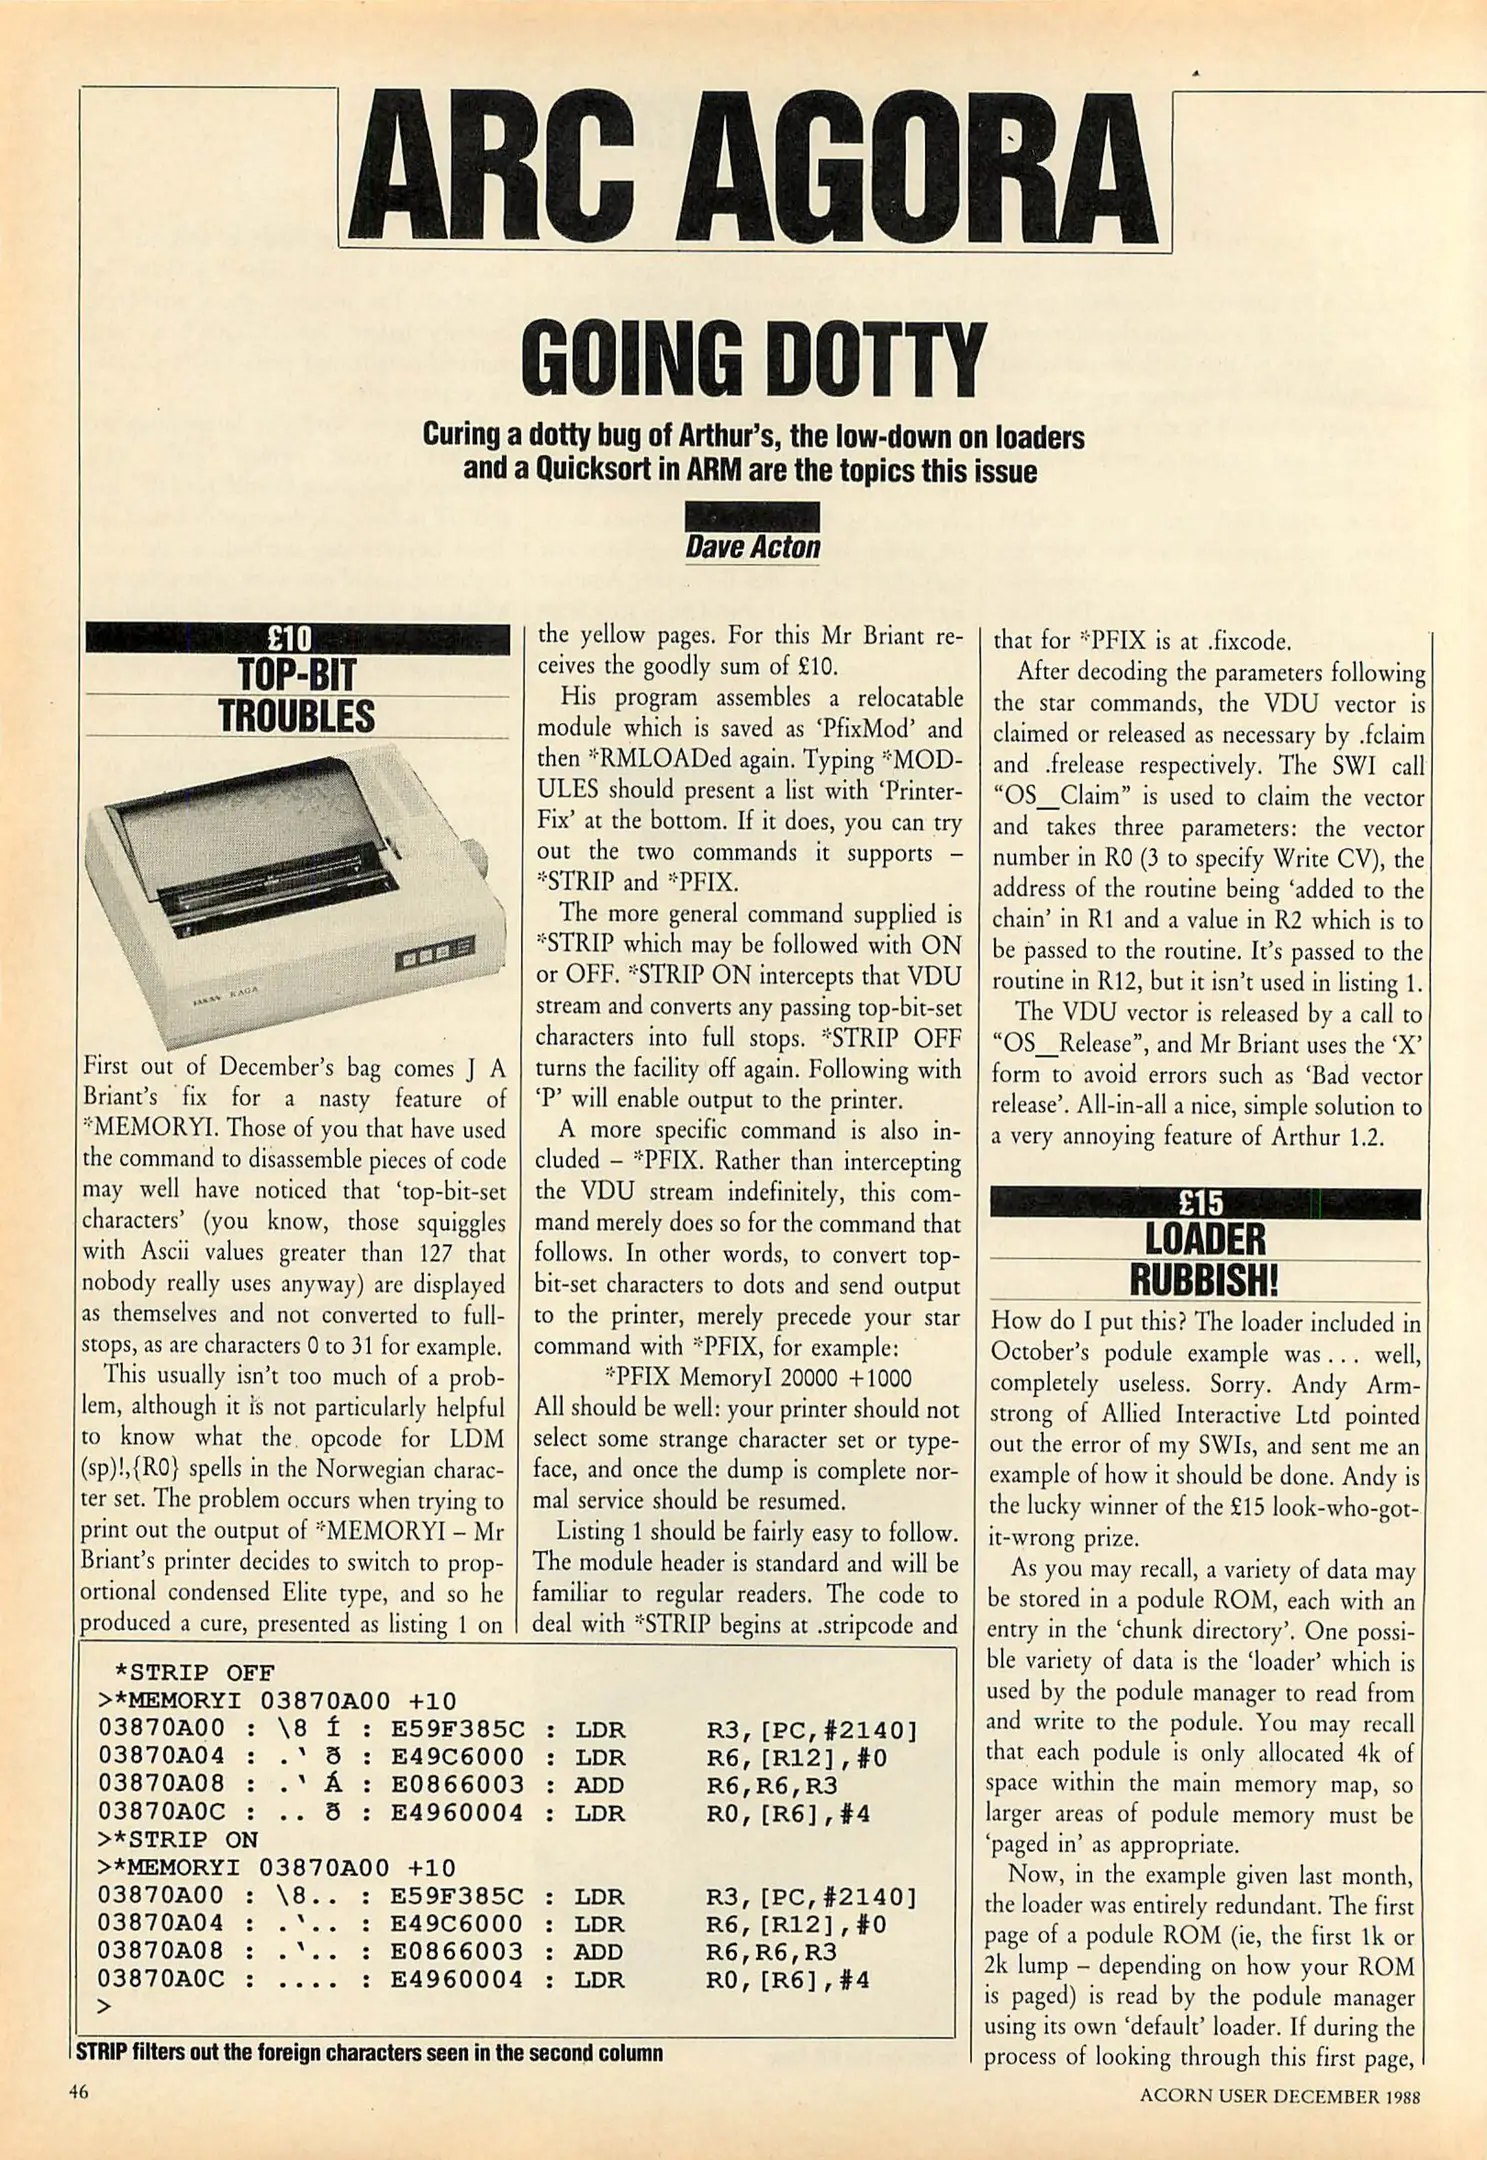 ARC AGORA
GOING DOTTY
Curing a dotty bug of Arthur's, the low-down on loaders
and a Quicksort in ARM are the topics this issue
Dave Acton
£10
TOP-BIT
TROUBLES
First out of December's bag comes J A
Briant's fix for a nasty feature of
*MEMORYI. Those of you that have used
the command to disassemble pieces of code
may well have noticed that 'top-bit-set
characters' (you know, those squiggles
with Ascii values greater than 127 that
nobody really uses anyway) are displayed
as themselves and not converted to full-
stops, as are characters 0 to 31 for example.
This usually isn't too much of a prob-
lem, although it is not particularly helpful
to know what the opcode for LDM
(sp)!,{R0} spells in the Norwegian charac-
ter set. The problem occurs when trying to
print out the output of *MEMORYI – Mr
Briant's printer decides to switch to prop-
ortional condensed Elite type, and so he
produced a cure, presented as listing 1 on
the yellow pages. For this Mr Briant re-
ceives the goodly sum of £10.
His program assembles a relocatable
module which is saved as 'PfixMod' and
then *RMLOADed again. Typing *MOD-
ULES should present a list with 'Printer-
Fix' at the bottom. If it does, you can try
out the two commands it supports –
*STRIP and *PFIX.
The more general command supplied is
*STRIP which may be followed with ON
or OFF. *STRIP ON intercepts that VDU
stream and converts any passing top-bit-set
characters into full stops. *STRIP OFF
turns the facility off again. Following with
'P' will enable output to the printer.
A more specific command is also in-
cluded – *PFIX. Rather than intercepting
the VDU stream indefinitely, this com-
mand merely does so for the command that
follows. In other words, to convert top-
bit-set characters to dots and send output
to the printer, merely precede your star
command with *PFIX, for example:
*PFIX MemoryI 20000 +1000
All should be well: your printer should not
select some strange character set or type-
face, and once the dump is complete nor-
mal service should be resumed.
Listing 1 should be fairly easy to follow.
The module header is standard and will be
familiar to regular readers. The code to
deal with *STRIP begins at .stripcode and
that for *PFIX is at .fixcode.
After decoding the parameters following
the star commands, the VDU vector is
claimed or released as necessary by .fclaim
and .frelease respectively. The SWI call
"OS_Claim" is used to claim the vector
and takes three parameters: the vector
number in R0 (3 to specify Write CV), the
address of the routine being 'added to the
chain' in R1 and a value in R2 which is to
be passed to the routine. It's passed to the
routine in R12, but it isn't used in listing 1.
The VDU vector is released by a call to
"OS_Release", and Mr Briant uses the 'X'
form to avoid errors such as 'Bad vector
release'. All-in-all a nice, simple solution to
a very annoying feature of Arthur 1.2.
£15
LOADER
RUBBISH!
How do I put this? The loader included in
October's podule example was . . . well,
completely useless. Sorry. Andy Arm-
strong of Allied Interactive Ltd pointed
out the error of my SWIs, and sent me an
example of how it should be done. Andy is
the lucky winner of the £15 look-who-got-
it-wrong prize.
As you may recall, a variety of data may
be stored in a podule ROM, each with an
entry in the 'chunk directory'. One possi-
ble variety of data is the 'loader' which is
used by the podule manager to read from
and write to the podule. You may recall
that each podule is only allocated 4k of
space within the main memory map, so
larger areas of podule memory must be
'paged in' as appropriate.
Now, in the example given last month,
the loader was entirely redundant. The first
page of a podule ROM (ie, the first 1k or
2k lump – depending on how your ROM
is paged) is read by the podule manager
using its own 'default' loader. If during the
process of looking through this first page,
*STRIP OFF
>*MEMORYI 03870A00 +10
03870A00 : \8 Í : E59F385C : LDR R3,[PC,#2140]
03870A04 : .` ð : E49C6000 : LDR R6,[R12],#0
03870A08 : .` Á : E0866003 : ADD R6,R6,R3
03870A0C : .. ð : E4960004 : LDR R0,[R6],#4
>*STRIP ON
>*MEMORYI 03870A00 +10
03870A00 : \8.. : E59F385C : LDR R3,[PC,#2140]
03870A04 : .`.. : E49C6000 : LDR R6,[R12],#0
03870A08 : .`.. : E0866003 : ADD R6,R6,R3
03870A0C : .... : E4960004 : LDR R0,[R6],#4
>
STRIP filters out the foreign characters seen in the second column
46
ACORN USER DECEMBER 1988